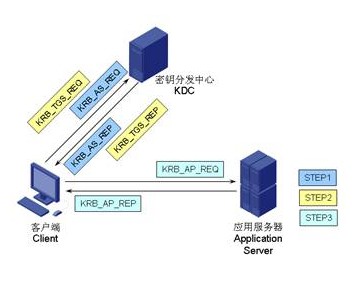 密钥分发中心
KDC
KRB_TGS_REQ
KRB_AS_REQ
KRB_AS_REP
KRB_TGS_REP
KRB_AP_REQ
KRB_AP_REP
客户端
Client
应用服务器
Application
Server
STEP1
STEP2
STEP3